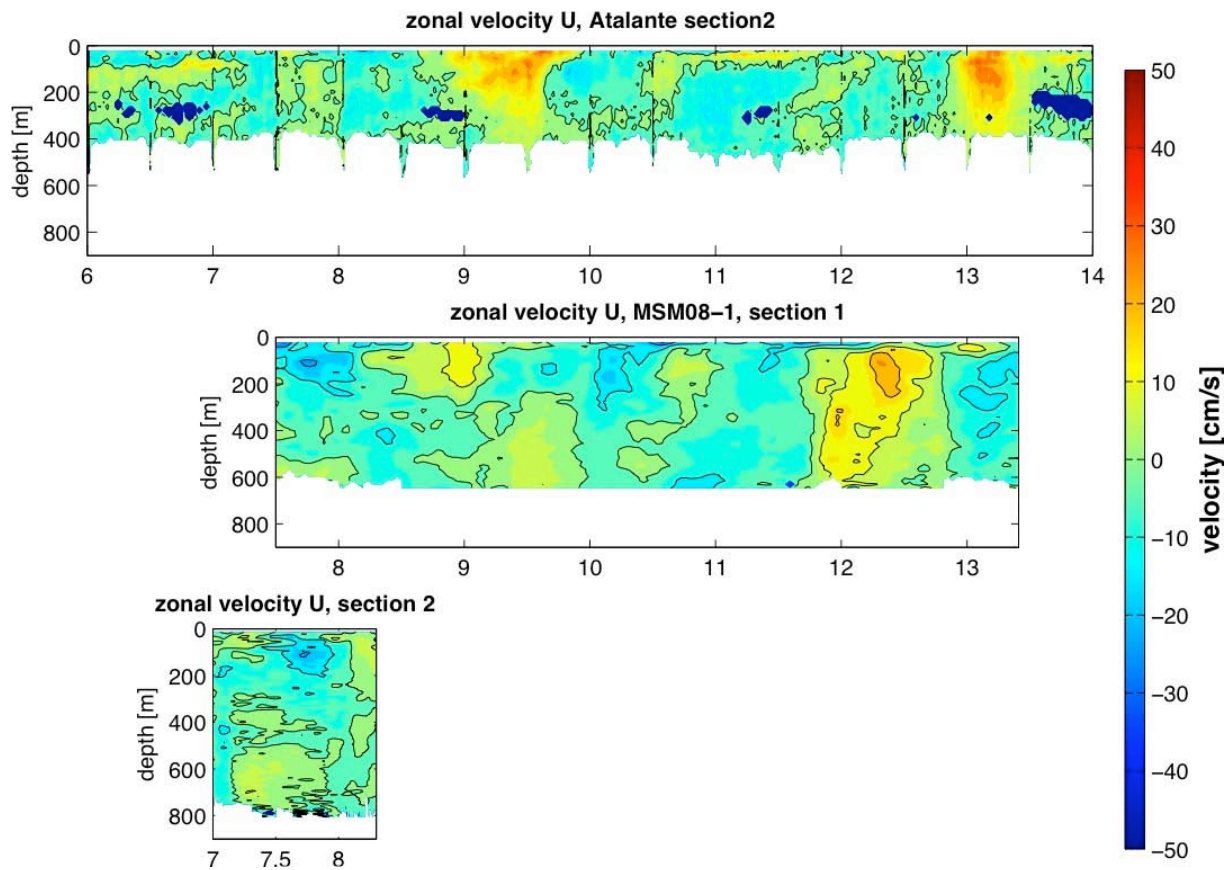 zonal velocity U, Atalante section2
0
200
400
600
800
depth [m]
6 7 8 9 10 11 12 13 14
zonal velocity U, MSM08−1, section 1
0
200
400
600
800
depth [m]
8 9 10 11 12 13
zonal velocity U, section 2
0
200
400
600
800
depth [m]
7 7.5 8
50
40
30
20
10
0
−10
−20
−30
−40
−50
velocity [cm/s]